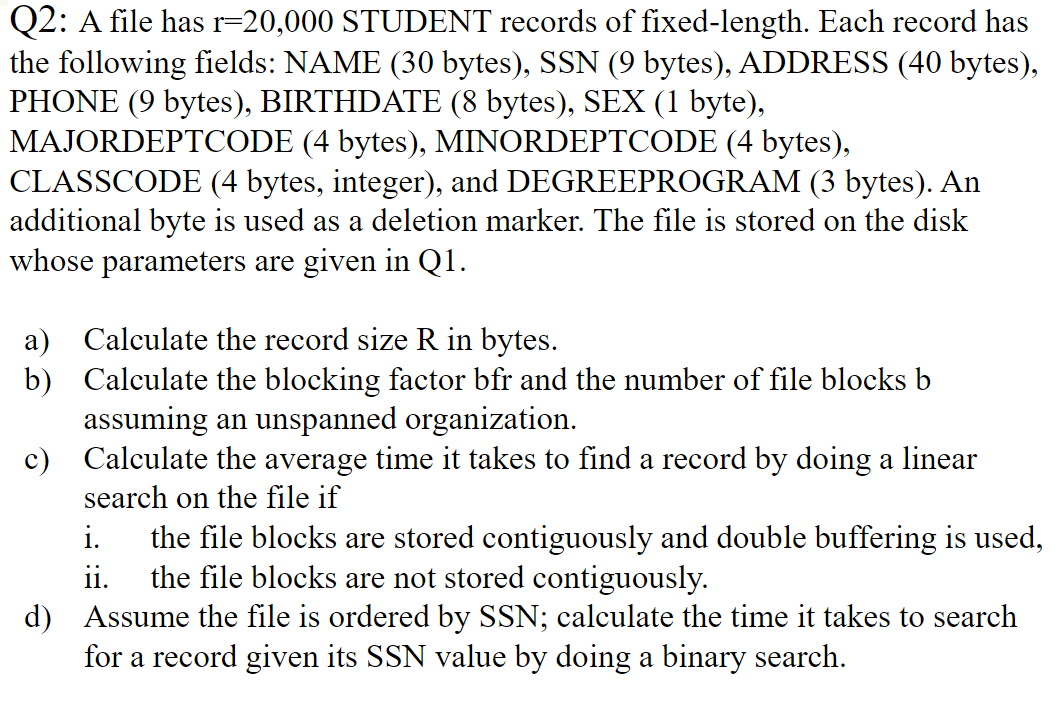 Q2: A file has r=20,000 STUDENT records of fixed-length. Each record has
the following fields: NAME (30 bytes), SSN (9 bytes), ADDRESS (40 bytes),
PHONE (9 bytes), BIRTHDATE (8 bytes), SEX (1 byte),
MAJORDEPTCODE (4 bytes), MINORDEPTCODE (4 bytes),
CLASSCODE (4 bytes, integer), and DEGREEPROGRAM (3 bytes). An
additional byte is used as a deletion marker. The file is stored on the disk
whose parameters are given in Q1.
a) Calculate the record size R in bytes.
b) Calculate the blocking factor bfr and the number of file blocks b
assuming an unspanned organization.
c) Calculate the average time it takes to find a record by doing a linear
search on the file if
i. the file blocks are stored contiguously and double buffering is used,
ii. the file blocks are not stored contiguously.
d) Assume the file is ordered by SSN; calculate the time it takes to search
for a record given its SSN value by doing a binary search.